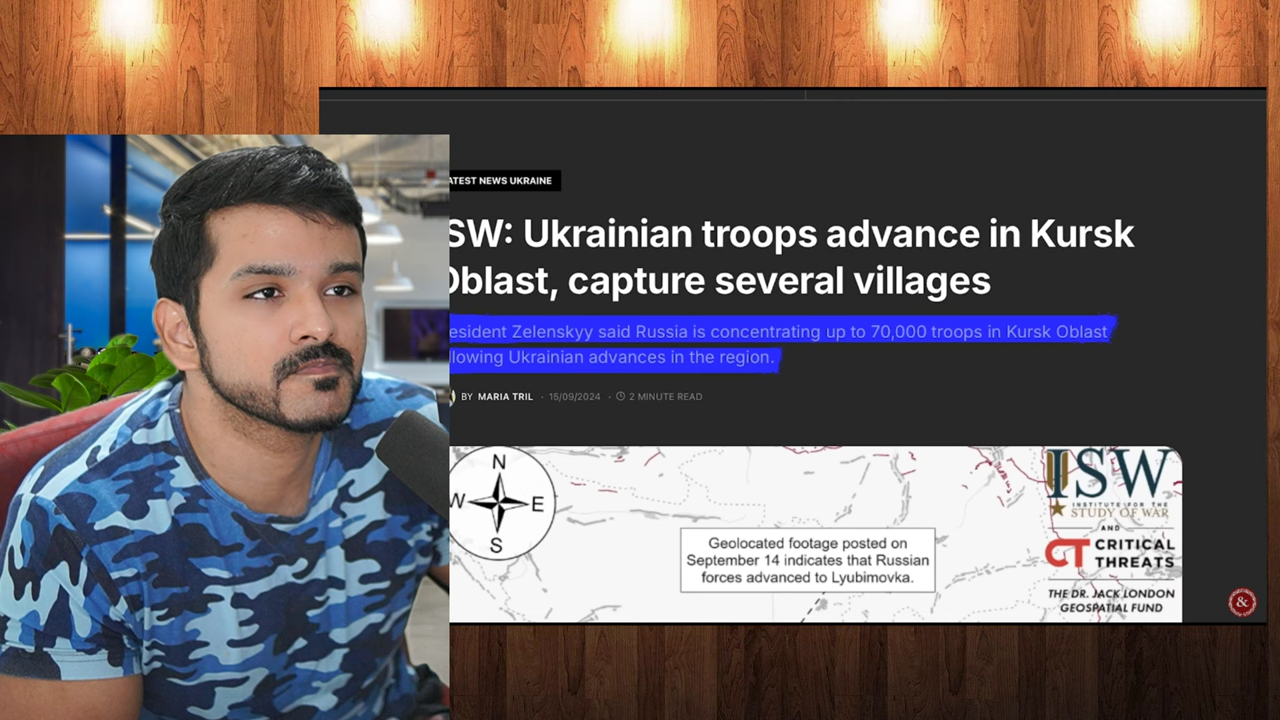 ATEST NEWS UKRAINE
SW: Ukrainian troops advance in Kursk
Oblast, capture several villages
esident Zelenskyy said Russia is concentrating up to 70,000 troops in Kursk Oblast
llowing Ukrainian advances in the region.
BY MARIA TRIL · 15/09/2024 · 2 MINUTE READ
N
W E
S
Geolocated footage posted on
September 14 indicates that Russian
forces advanced to Lyubimovka.
ISW
INSTITUTE FOR THE
STUDY OF WAR
AND
CT CRITICAL
THREATS
THE DR. JACK LONDON
GEOSPATIAL FUND
&